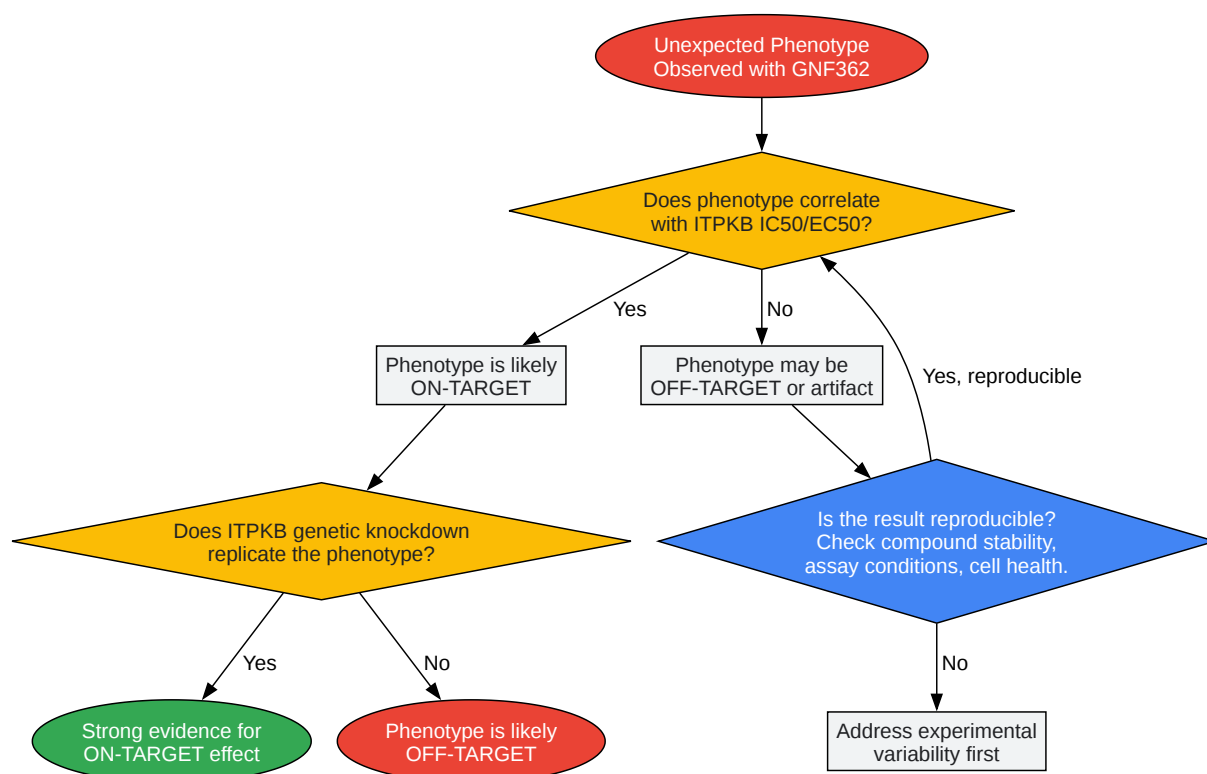 Unexpected Phenotype
Observed with GNF362
Does phenotype correlate
with ITPKB IC50/EC50?
Yes
No
Phenotype is likely
ON-TARGET
Phenotype may be
OFF-TARGET or artifact
Yes, reproducible
Does ITPKB genetic knockdown
replicate the phenotype?
Is the result reproducible?
Check compound stability,
assay conditions, cell health.
Yes
No
No
Strong evidence for
ON-TARGET effect
Phenotype is likely
OFF-TARGET
Address experimental
variability first